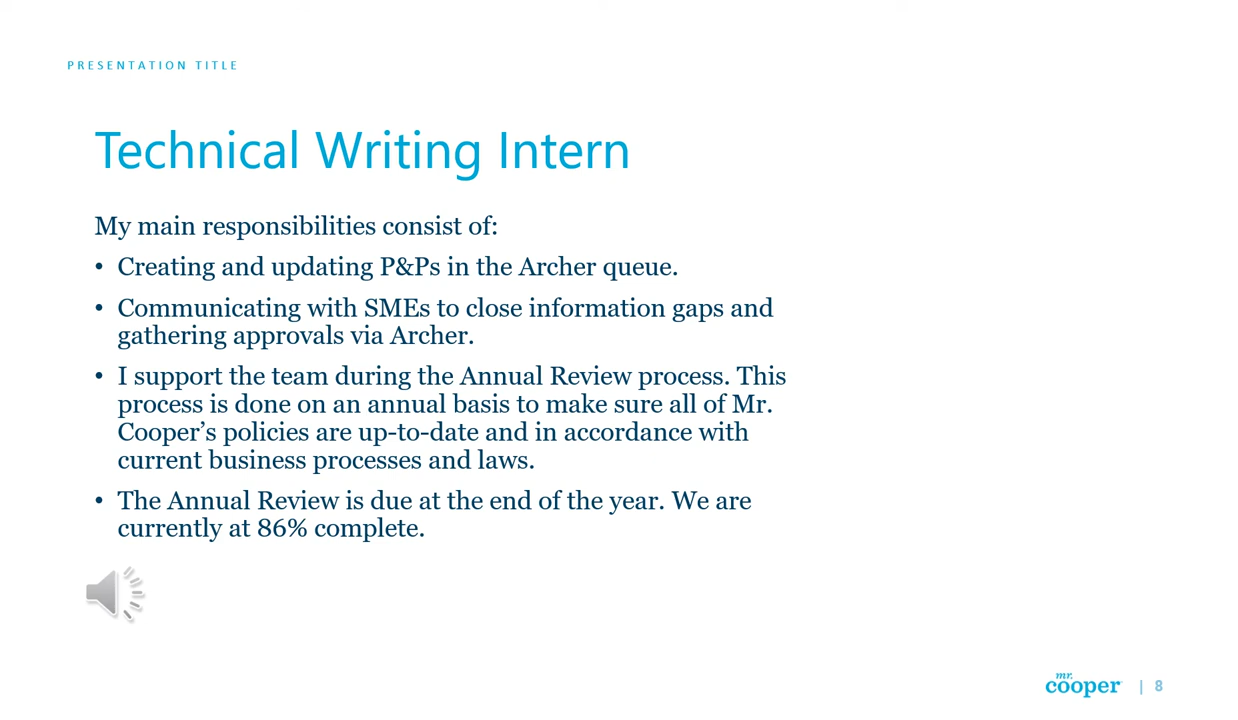 PRESENTATION TITLE
Technical Writing Intern
My main responsibilities consist of:
• Creating and updating P&Ps in the Archer queue.
• Communicating with SMEs to close information gaps and
gathering approvals via Archer.
• I support the team during the Annual Review process. This
process is done on an annual basis to make sure all of Mr.
Cooper’s policies are up-to-date and in accordance with
current business processes and laws.
• The Annual Review is due at the end of the year. We are
currently at 86% complete.
mr.
cooper | 8